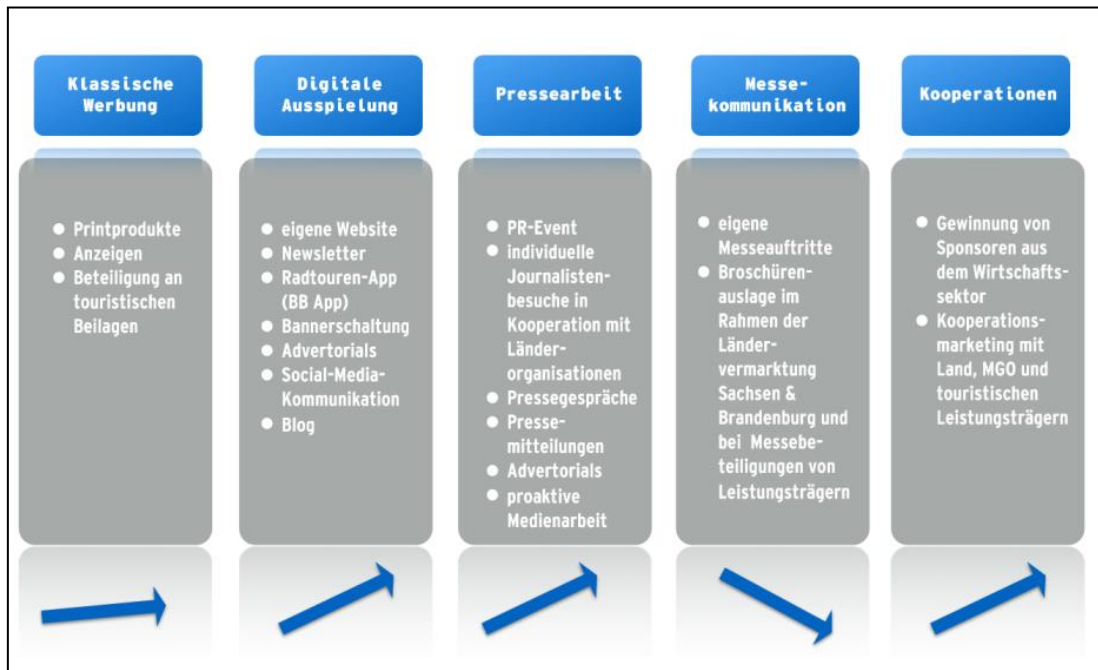 Klassische
Werbung
Digitale
Ausspielung
Pressearbeit
Messe-
kommunikation
Kooperationen
● Printprodukte
● Anzeigen
● Beteiligung an
touristischen
Beilagen
● eigene Website
● Newsletter
● Radtouren-App
(BB App)
● Bannerschaltung
● Advertorials
● Social-Media-
Kommunikation
● Blog
● PR-Event
● individuelle
Journalisten-
besuche in
Kooperation mit
Länder-
organisationen
● Pressegespräche
● Presse-
mitteilungen
● Advertorials
● proaktive
Medienarbeit
● eigene
Messeauftritte
● Broschüren-
auslage im
Rahmen der
Länder-
vermarktung
Sachsen &
Brandenburg und
bei Messebe-
teiligungen von
Leistungsträgern
● Gewinnung von
Sponsoren aus
dem Wirtschafts-
sektor
● Kooperations-
marketing mit
Land, MGO und
touristischen
Leistungsträgern